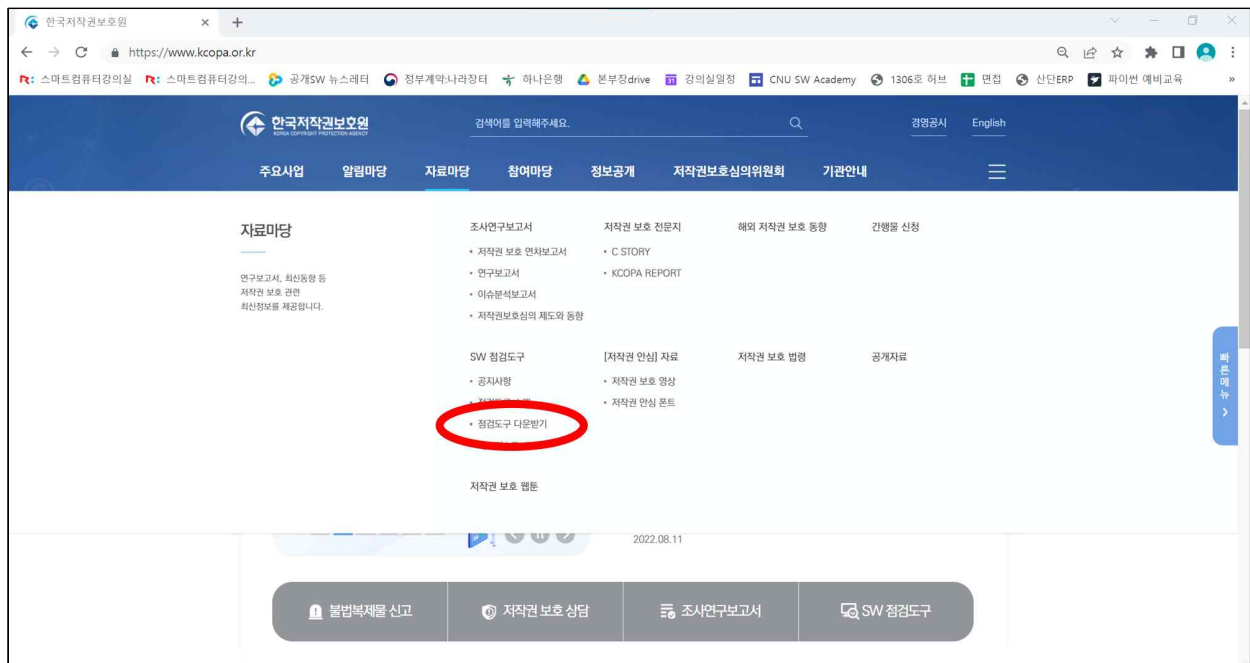 한국저작권보호원
https://www.kcopa.or.kr
스마트컴퓨터강의실 스마트컴퓨터강의... 공개SW 뉴스레터 정부계약:나라장터 하나은행 본부장drive 강의실일정 CNU SW Academy 1306호 허브 면접 산단ERP 파이썬 예비교육 »
한국저작권보호원 검색어를 입력해주세요. 경영공시 English
KOREA COPYRIGHT PROTECTION AGENCY
주요사업 알림마당 자료마당 참여마당 정보공개 저작권보호심의위원회 기관안내
자료마당
연구보고서, 최신동향 등
저작권 보호 관련
최신정보를 제공합니다.
조사연구보고서 저작권 보호 전문지 해외 저작권 보호 동향 간행물 신청
• 저작권 보호 연차보고서 • C STORY
• 연구보고서 • KCOPA REPORT
• 이슈분석보고서
• 저작권보호심의 제도와 동향
SW 점검도구 [저작권 안심] 자료 저작권 보호 법령 공개자료
• 공지사항 • 저작권 보호 영상
• 저작권 안심 폰트
• 점검도구 다운받기
저작권 보호 웹툰
빠른메뉴
2022.08.11
불법복제물 신고 저작권 보호 상담 조사연구보고서 SW 점검도구